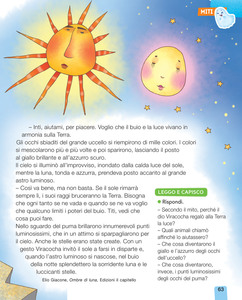 MITI
– Inti, aiutami, per piacere. Voglio che il buio e la luce vivano in
armonia sulla Terra.
Gli occhi abaditi del grande uccello si riempirono di mille colori. I colori
si mescolarono più e più volte e poi sparirono, lasciando il posto
al giallo brillante e all'azzurro scuro.
Il cielo si illuminò all'improvviso, inondato dalla calda luce del sole,
mentre la luna, tonda e azzurra, prendeva posto accanto al grande
astro luminoso.
– Così va bene, ma non basta. Se il sole rimarrà
sempre lì, i suoi raggi bruceranno la Terra. Bisogna
che ogni tanto se ne vada e quando se ne va voglio
che qualcuno limiti i poteri del buio. Titi, vedi che
cosa puoi fare.
Nello sguardo del puma brillarono innumerevoli punti
luminosissimi, che in un attimo si sparpagliarono per
il cielo. Anche le stelle erano state create. Con un
gesto Viracocha invitò il sole a farsi in disparte e,
quando l'astro luminoso si nascose, nel buio
della notte splendettero la scintilante luna e le
luccicanti stelle.
Elio Giacone, Ombre di luna, Edizioni il capitello
LEGGO E CAPISCO
Rispondi.
– Secondo il mito, perché il
dio Viracocha regalò alla Terra
la luce?
– Quali animali chiamò
affinché lo aiutassero?
– Che cosa diventarono il
giallo e l'azzurro degli occhi
dell'uccello?
– Che cosa diventarono,
invece, i punti luminosissimi
degli occhi del puma?
63